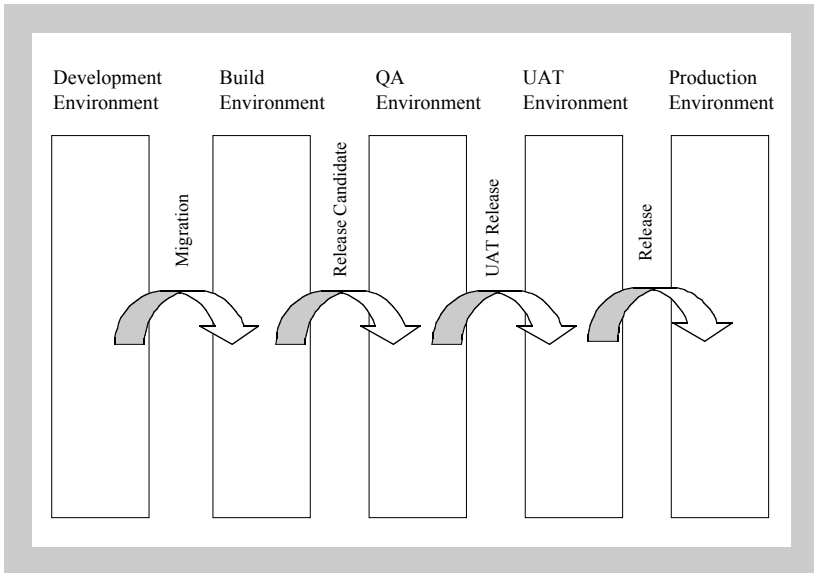 Development
Environment
Build
Environment
QA
Environment
UAT
Environment
Production
Environment
Migration
Release Candidate
UAT Release
Release